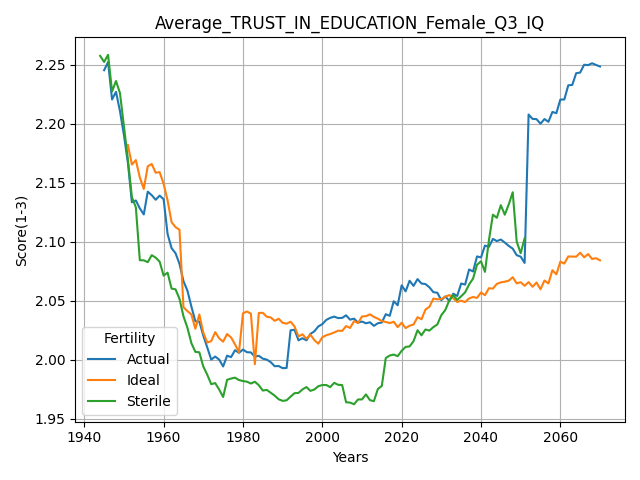 Average_TRUST_IN_EDUCATION_Female_Q3_IQ
Score(1-3)
2.25
2.20
2.15
2.10
2.05
2.00
1.95
Fertility
Actual
Ideal
Sterile
1940 1960 1980 2000 2020 2040 2060
Years